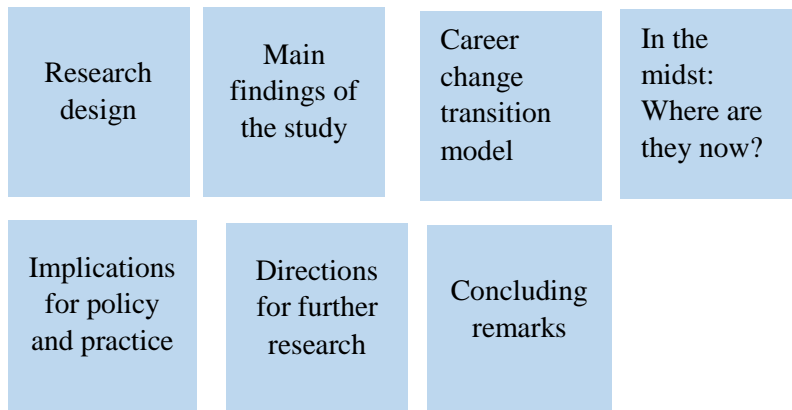 Research
design
Main
findings of
the study
Career
change
transition
model
In the
midst:
Where are
they now?
Implications
for policy
and practice
Directions
for further
research
Concluding
remarks